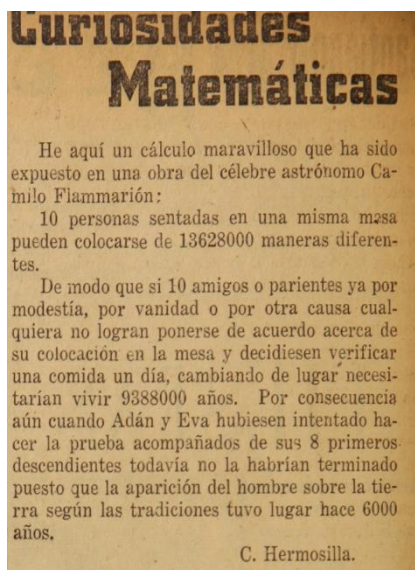 Curiosidades
Matemáticas
He aquí un cálculo maravilloso que ha sido
expuesto en una obra del célebre astrónomo Ca-
milo Flammarión:
10 personas sentadas en una misma mesa
pueden colocarse de 13628000 maneras diferen-
tes.
De modo que si 10 amigos o parientes ya por
modestía, por vanidad o por otra causa cual-
quiera no logran ponerse de acuerdo acerca de
su colocación en la mesa y decidiesen verificar
una comida un día, cambiando de lugar necesi-
tarían vivir 9388000 años. Por consecuencia
aún cuando Adán y Eva hubiesen intentado ha-
cer la prueba acompañados de sus 8 primeros
descendientes todavía no la habrían terminado
puesto que la aparición del hombre sobre la tie-
rra según las tradiciones tuvo lugar hace 6000
años.
C. Hermosilla.